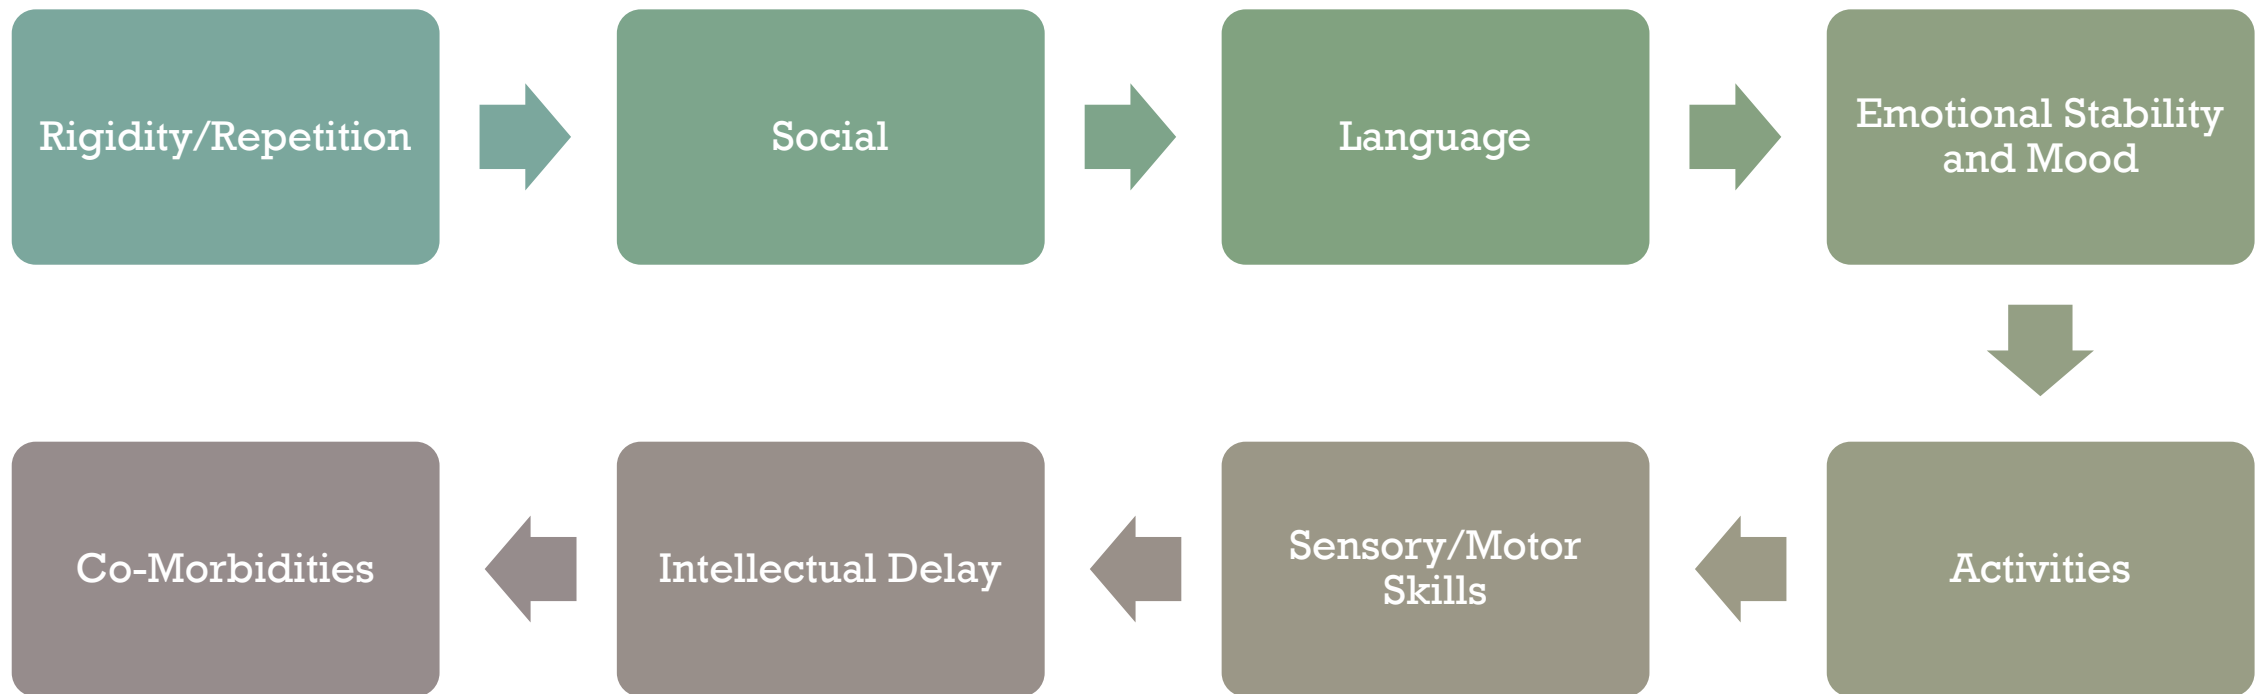 Rigidity/Repetition
Social
Language
Emotional Stability
and Mood
Activities
Sensory/Motor
Skills
Intellectual Delay
Co-Morbidities